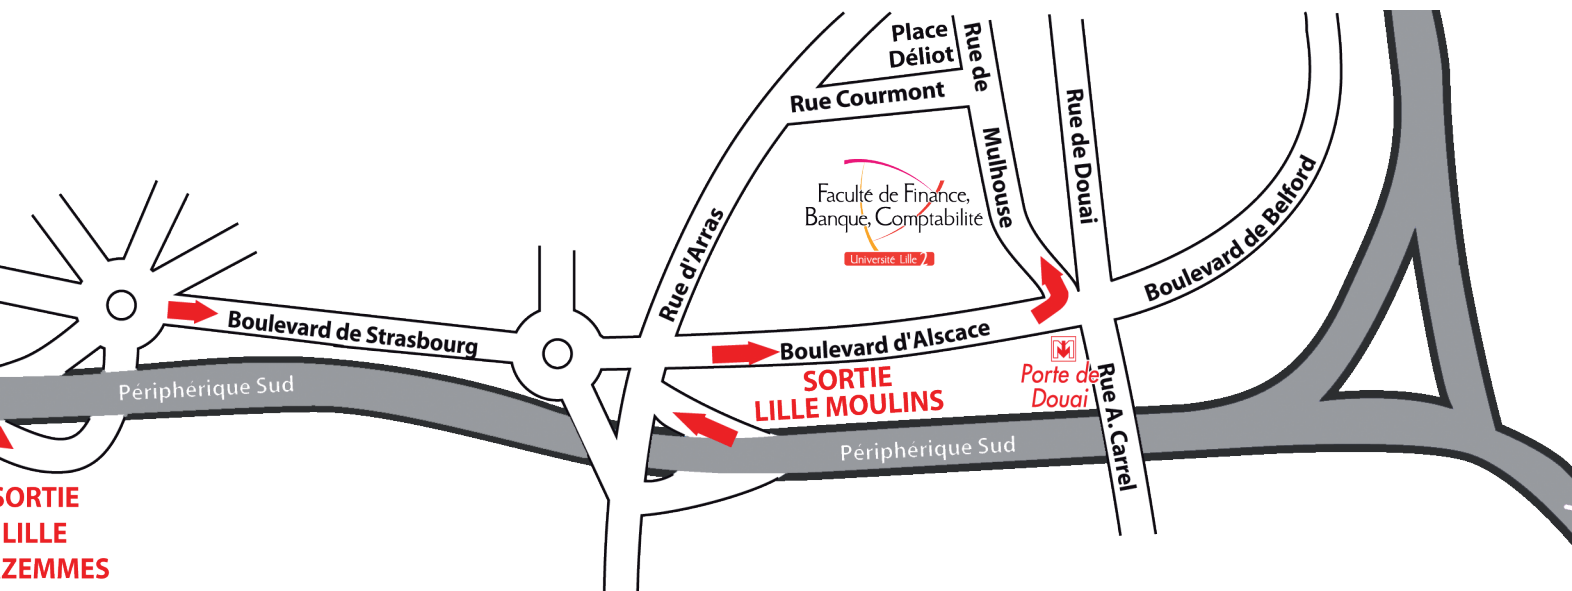 Place
Déliot
Rue de
Mulhouse
Rue Courmont
Rue de Douai
Faculté de Finance,
Banque, Comptabilité
Université Lille 2
Rue d'Arras
Boulevard de Belford
Boulevard de Strasbourg
Boulevard d'Alscace
SORTIE
LILLE MOULINS
Porte de
Douai
Rue A. Carrel
Périphérique Sud
Périphérique Sud
SORTIE
LILLE
ZEMMES